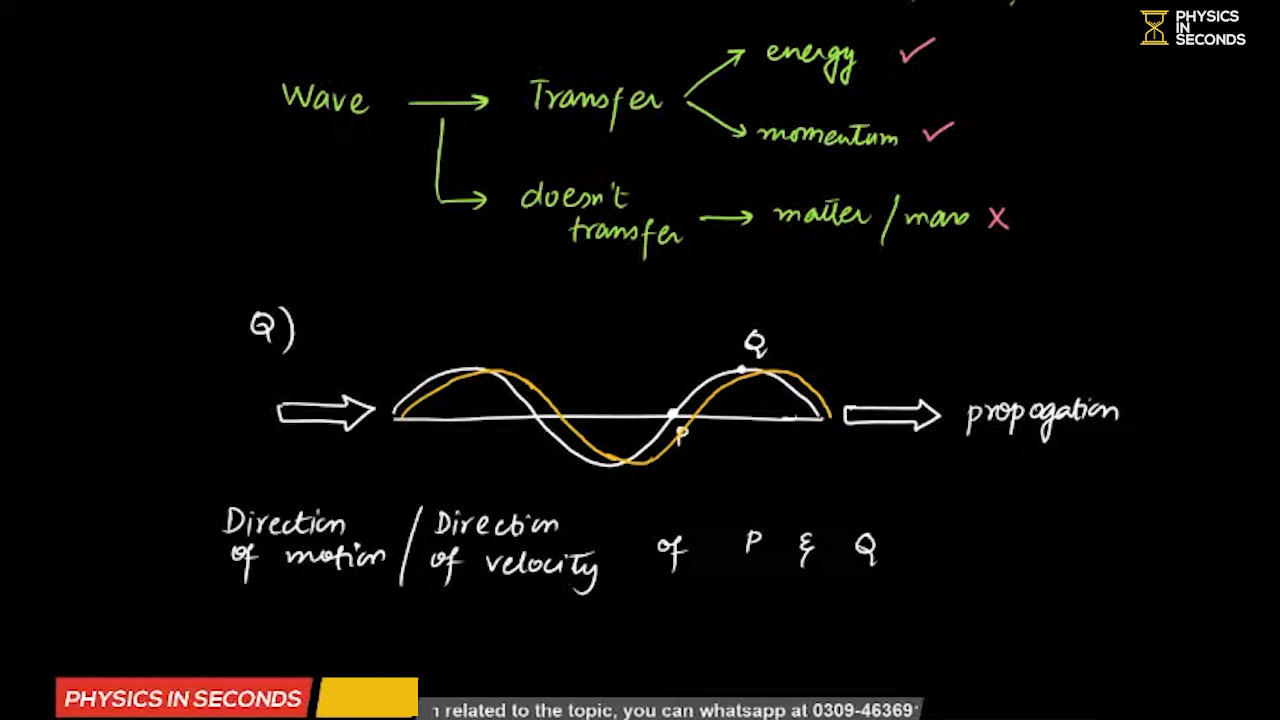 PHYSICS
IN
SECONDS
energy
Wave → Transfer
momentum
doesn't
transfer → matter / mass
Q)
Q
P
propogation
Direction
of motion / Direction
of velocity of P & Q
PHYSICS IN SECONDS
related to the topic, you can whatsapp at 0309-46369